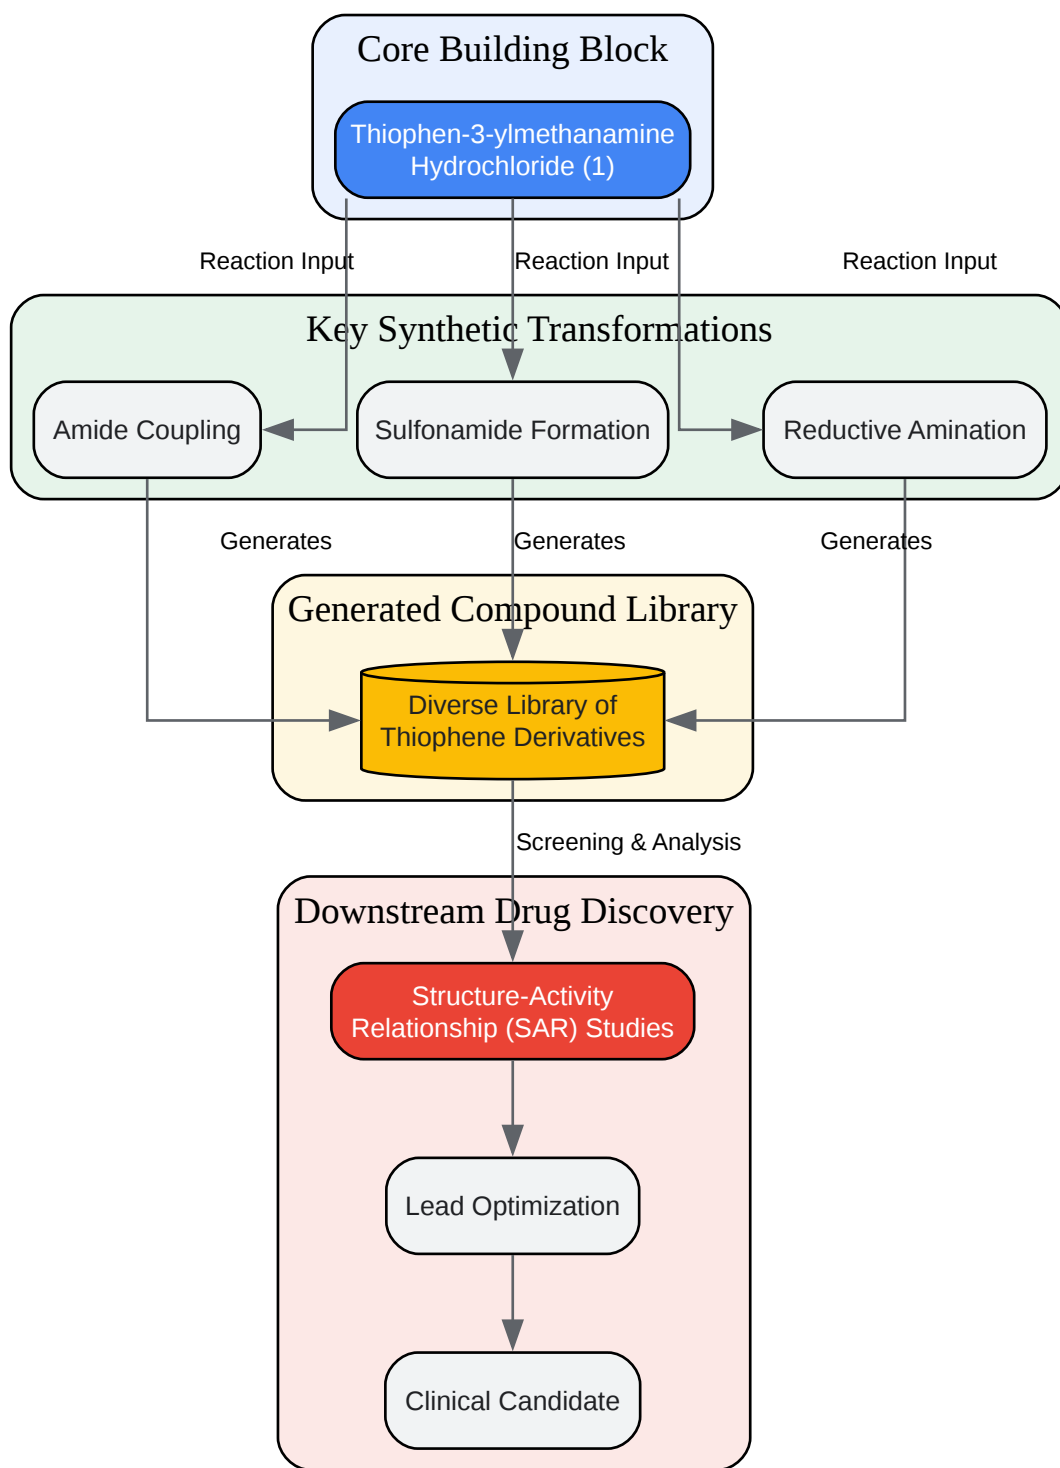 Core Building Block
Thiophen-3-ylmethanamine
Hydrochloride (1)
Reaction Input
Reaction Input
Reaction Input
Key Synthetic Transformations
Amide Coupling
Sulfonamide Formation
Reductive Amination
Generates
Generates
Generates
Generated Compound Library
Diverse Library of
Thiophene Derivatives
Screening & Analysis
Downstream Drug Discovery
Structure-Activity
Relationship (SAR) Studies
Lead Optimization
Clinical Candidate